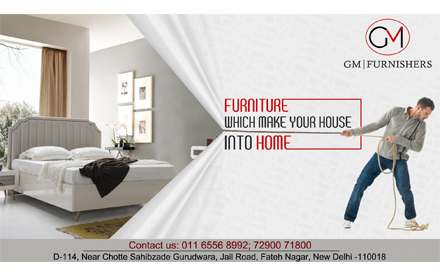 GM
GM | FURNISHERS
FURNITURE
WHICH MAKE YOUR HOUSE
INTO HOME
Contact us: 011 6556 8992; 72900 71800
D-114, Near Chotte Sahibzade Gurudwara, Jail Road, Fateh Nagar, New Delhi -110018